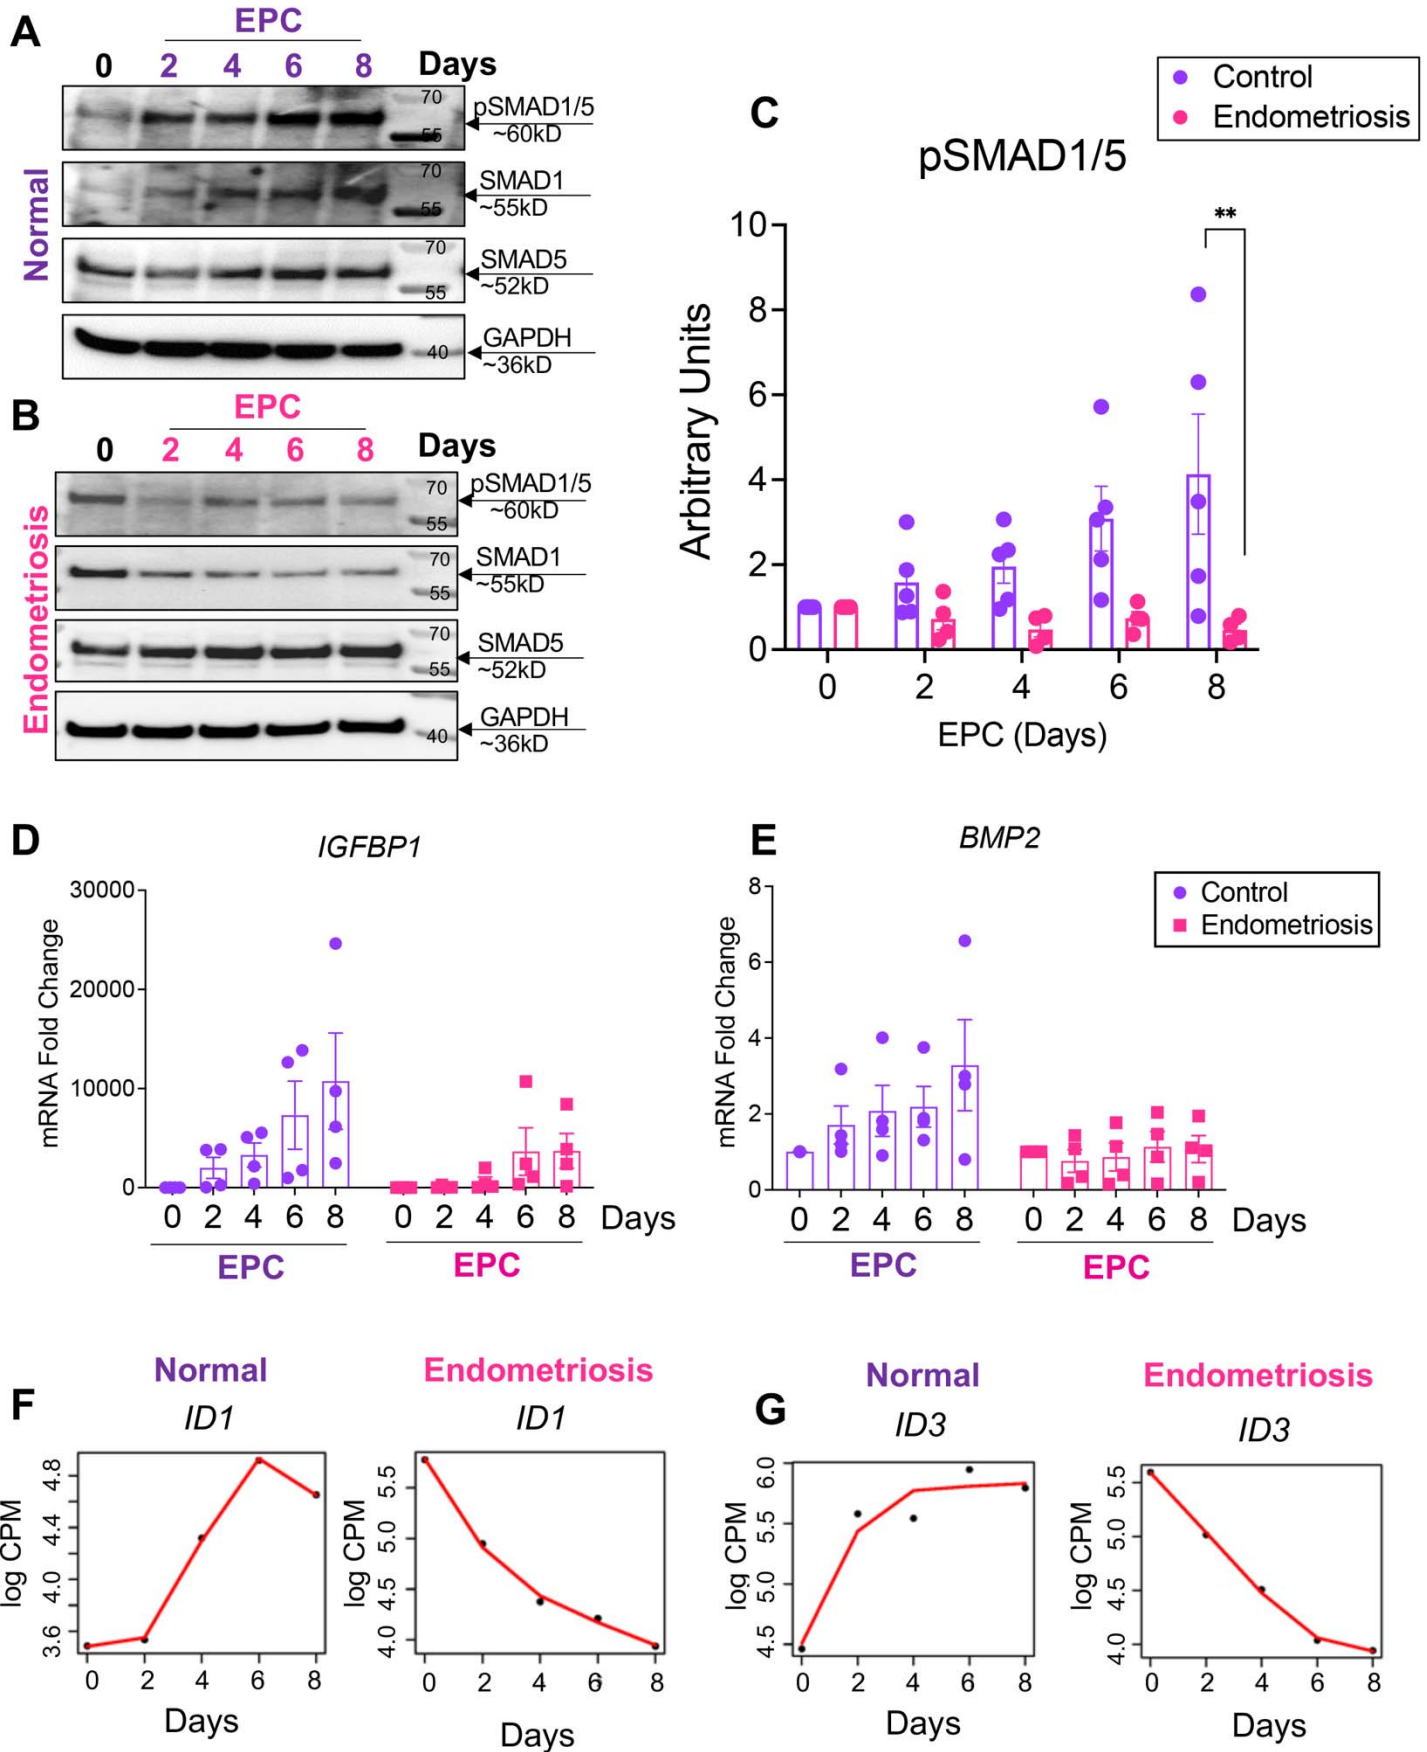 A
EPC
0 2 4 6 8 Days
Normal
70
55
pSMAD1/5
~60kD
70
55
SMAD1
~55kD
70
55
SMAD5
~52kD
40
GAPDH
~36kD
B
EPC
0 2 4 6 8 Days
Endometriosis
70
55
pSMAD1/5
~60kD
70
55
SMAD1
~55kD
70
55
SMAD5
~52kD
40
GAPDH
~36kD
C
Control
Endometriosis
pSMAD1/5
**
Arbitrary Units
10
8
6
4
2
0
0 2 4 6 8
EPC (Days)
D
IGFBP1
mRNA Fold Change
30000
20000
10000
0
0 2 4 6 8 0 2 4 6 8 Days
EPC EPC
E
BMP2
Control
Endometriosis
mRNA Fold Change
8
6
4
2
0
0 2 4 6 8 0 2 4 6 8 Days
EPC EPC
F
Normal
ID1
log CPM
4.8
4.4
4.0
3.6
0 2 4 6 8
Days
Endometriosis
ID1
log CPM
5.5
5.0
4.5
4.0
0 2 4 6 8
Days
G
Normal
ID3
log CPM
6.0
5.5
5.0
4.5
0 2 4 6 8
Days
Endometriosis
ID3
log CPM
5.5
5.0
4.5
4.0
0 2 4 6 8
Days